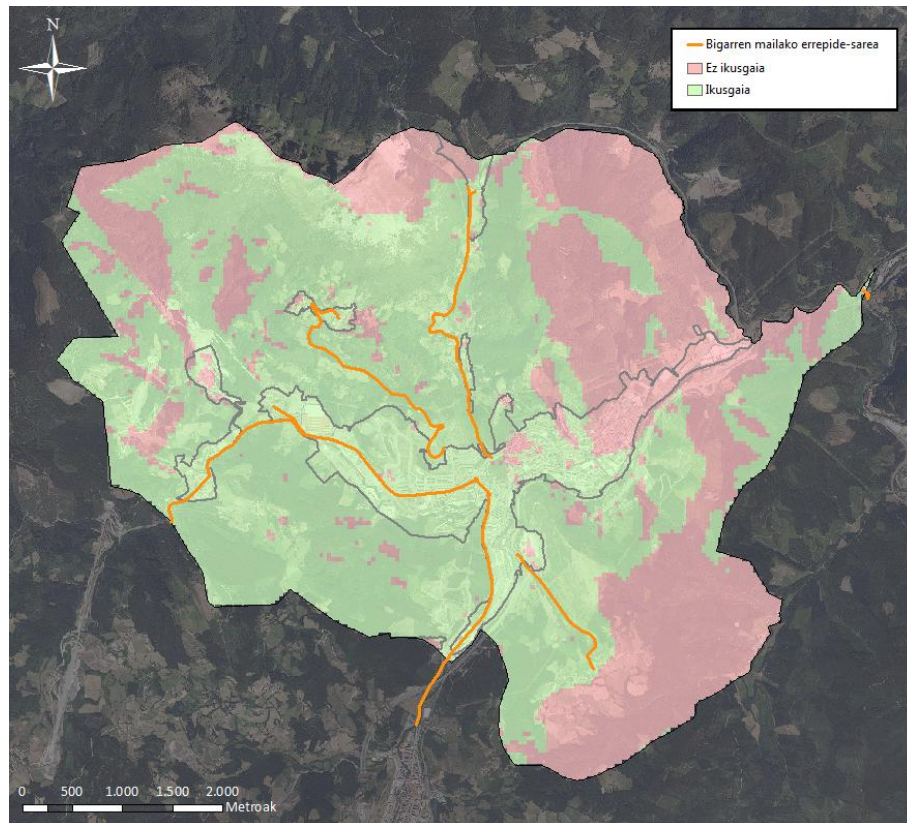 N
Bigarren mailako errepide-sarea
Ez ikusgaia
Ikusgaia
0 500 1.000 1.500 2.000
Metroak